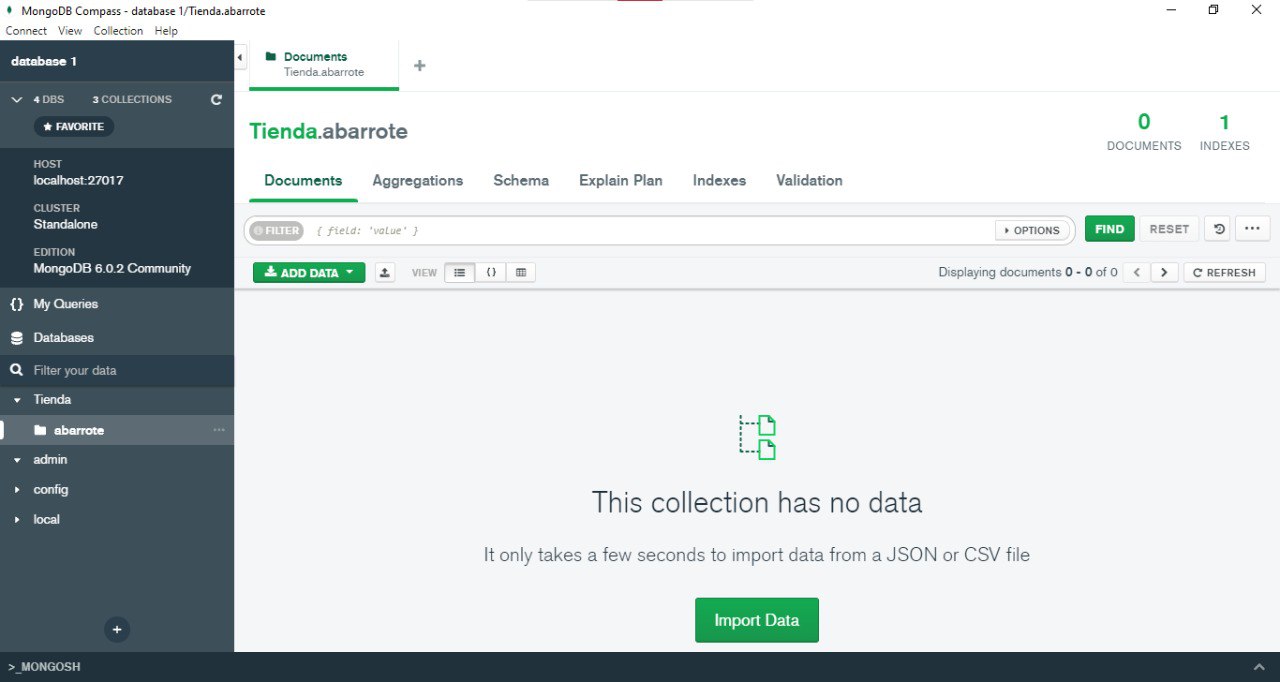 MongoDB Compass - database 1/Tienda.abarrote
Connect View Collection Help
database 1
4 DBS 3 COLLECTIONS
★ FAVORITE
HOST
localhost:27017
CLUSTER
Standalone
EDITION
MongoDB 6.0.2 Community
{} My Queries
Databases
Filter your data
Tienda
abarrote ...
admin
config
local
+
Documents
Tienda.abarrote
+
Tienda.abarrote
0
DOCUMENTS
1
INDEXES
Documents Aggregations Schema Explain Plan Indexes Validation
FILTER { field: 'value' } OPTIONS FIND RESET ...
ADD DATA VIEW {} Displaying documents 0 - 0 of 0 < > REFRESH
This collection has no data
It only takes a few seconds to import data from a JSON or CSV file
Import Data
>_MONGOSH